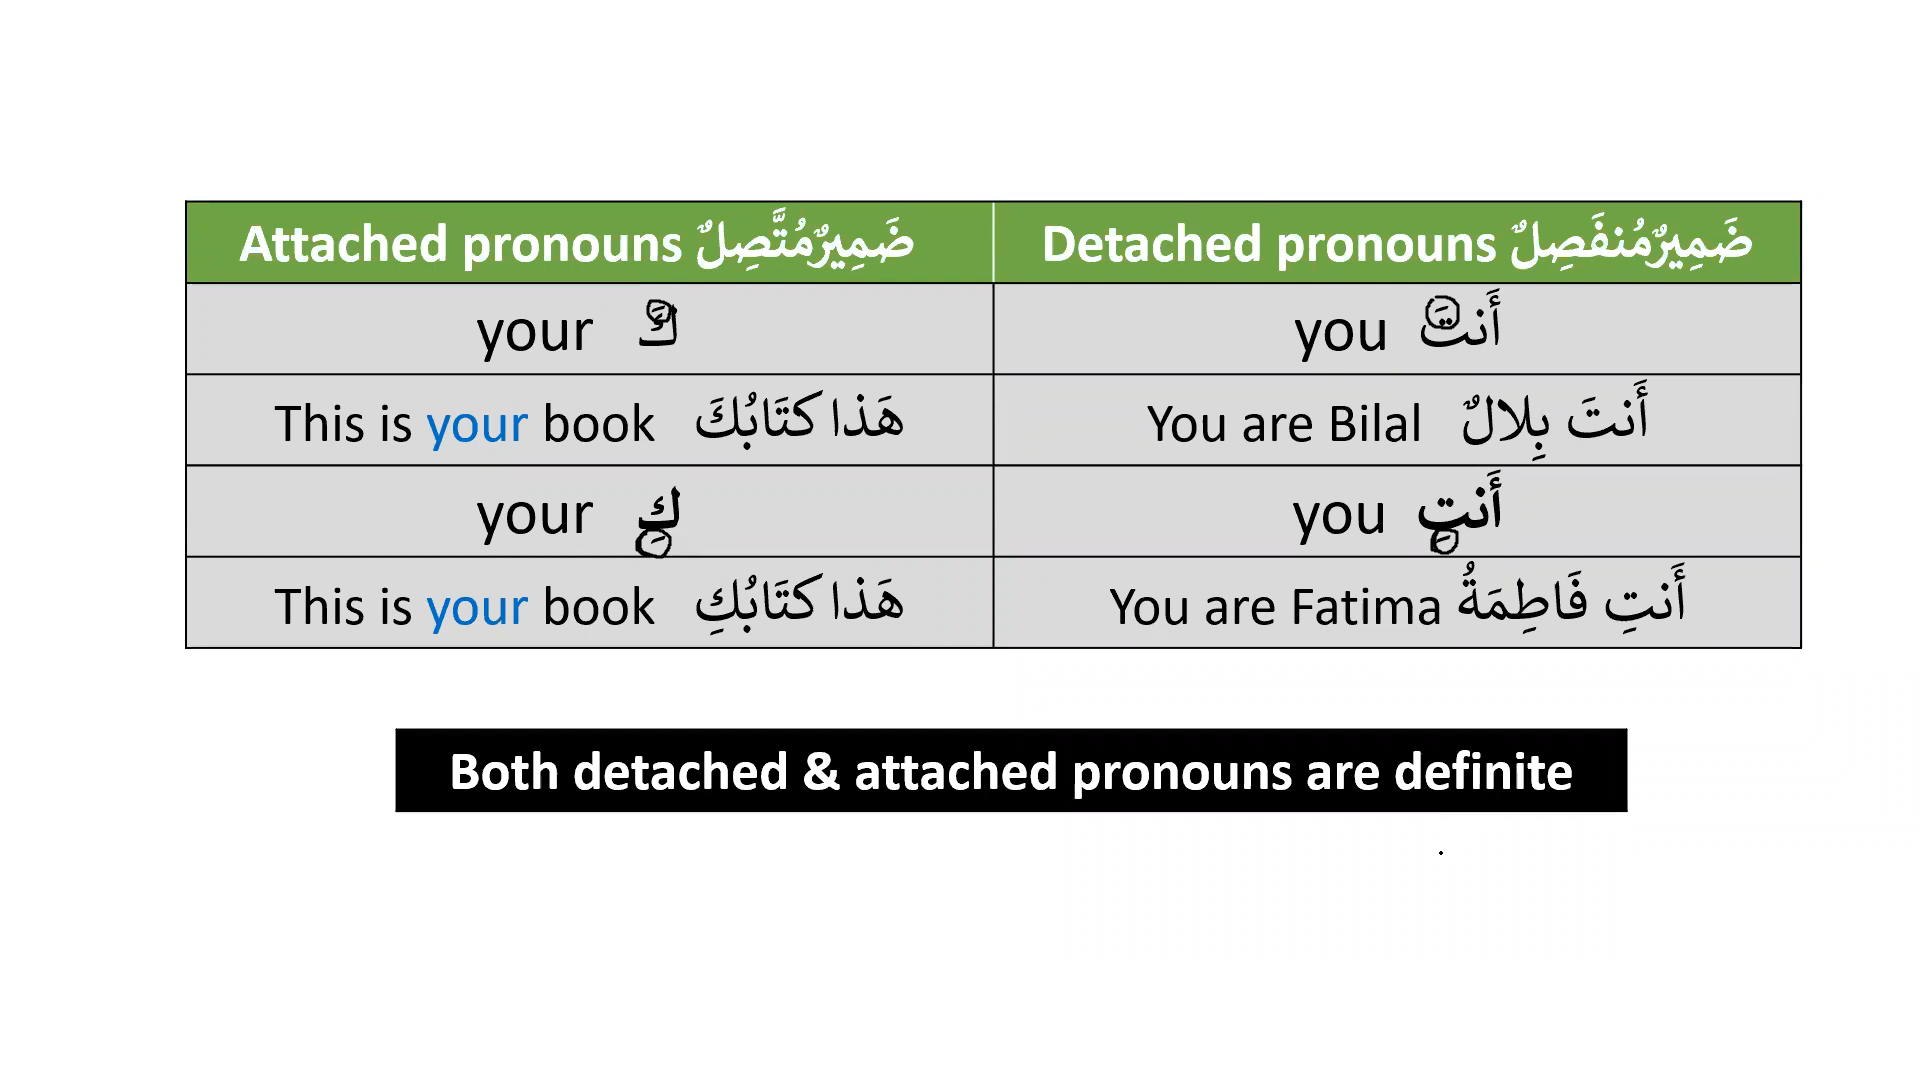 Attached pronouns ضَمِيرٌ مُتَّصِلٌ
Detached pronouns ضَمِيرٌ مُنفَصِلٌ
your كَ
you أَنتَ
This is your book هَذا كتَابُكَ
You are Bilal أَنتَ بِلالٌ
your كِ
you أَنتِ
This is your book هَذا كتَابُكِ
You are Fatima أَنتِ فَاطِمَةُ
Both detached & attached pronouns are definite